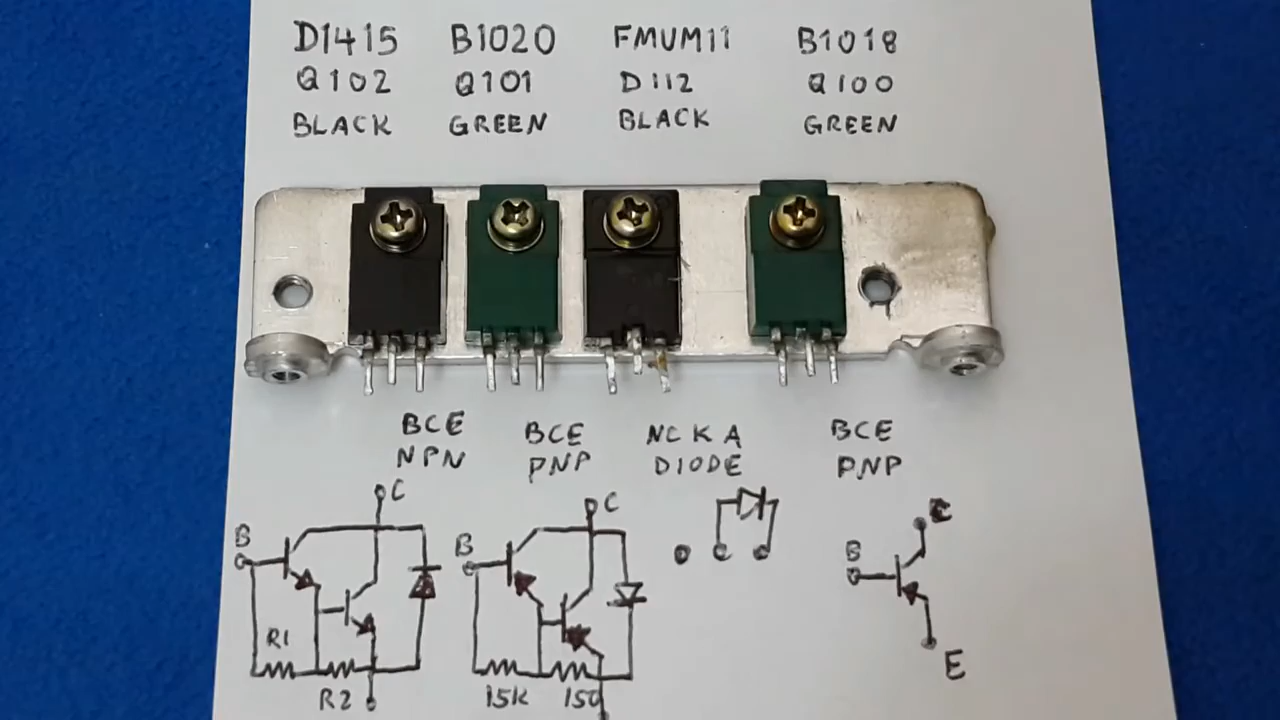 D1415 B1020 FMUM11 B1018
Q102 Q101 D112 Q100
BLACK GREEN BLACK GREEN
BCE BCE NC K A BCE
NPN PNP DIODE PNP
C C
B B B
E
R1
R2 15K 150